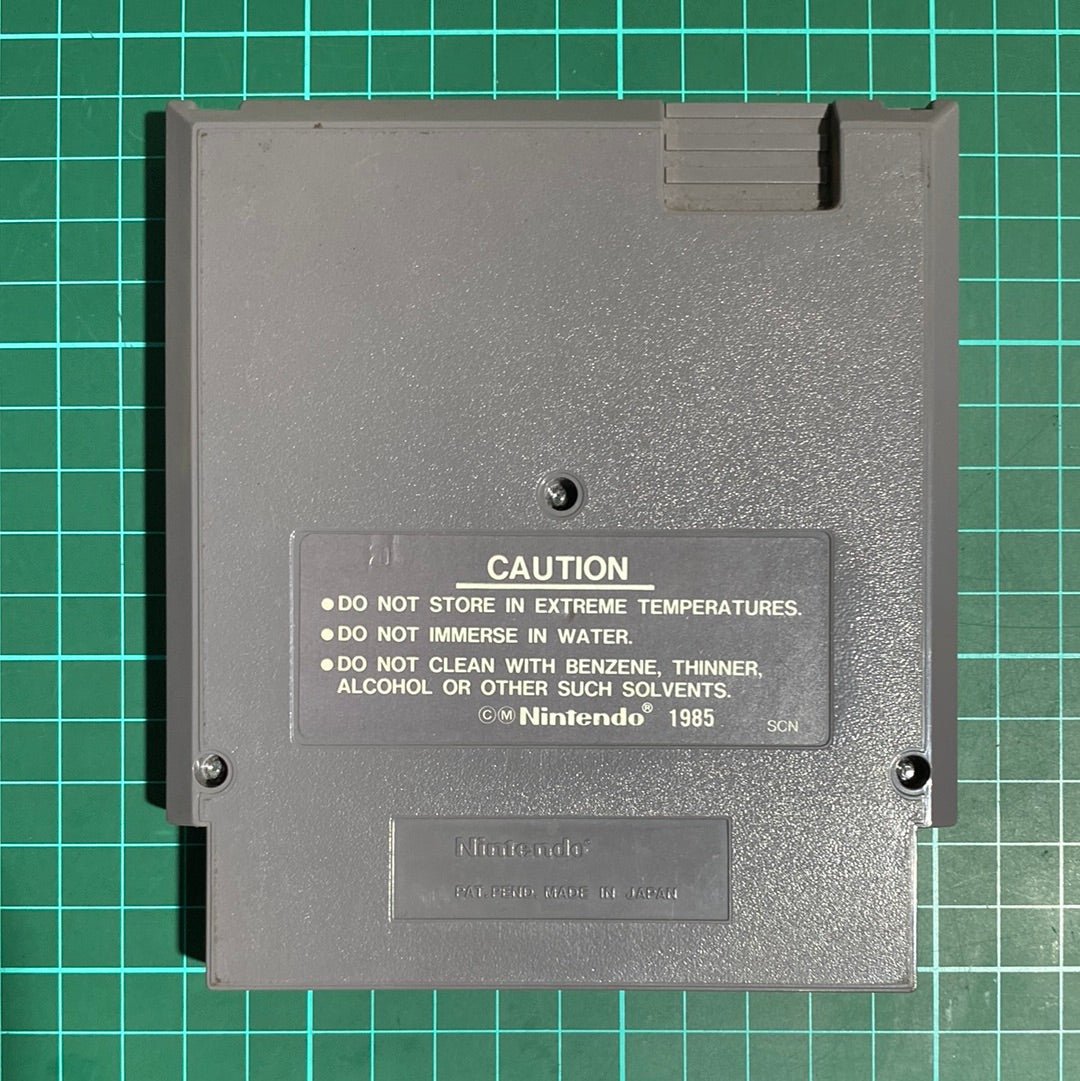 CAUTION
●DO NOT STORE IN EXTREME TEMPERATURES.
●DO NOT IMMERSE IN WATER.
●DO NOT CLEAN WITH BENZENE, THINNER,
ALCOHOL OR OTHER SUCH SOLVENTS.
©Ⓜ Nintendo® 1985
SCN
Nintendo®
PAT. PEND. MADE IN JAPAN